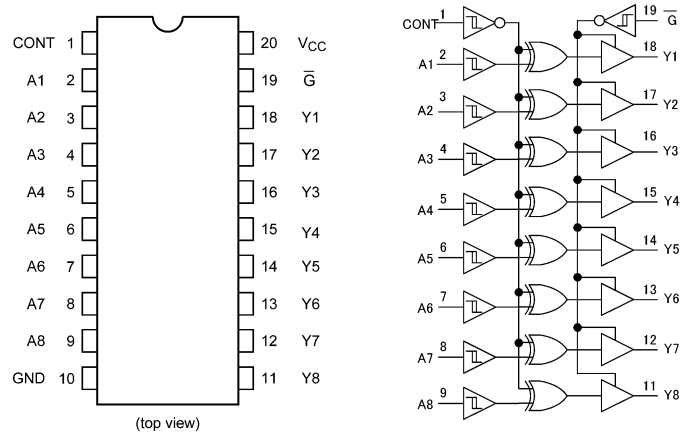 CONT 1 20 VCC
A1 2 19 G̅
A2 3 18 Y1
A3 4 17 Y2
A4 5 16 Y3
A5 6 15 Y4
A6 7 14 Y5
A7 8 13 Y6
A8 9 12 Y7
GND 10 11 Y8
(top view)
CONT 1 19 G̅
A1 2 18 Y1
A2 3 17 Y2
A3 4 16 Y3
A4 5 15 Y4
A5 6 14 Y5
A6 7 13 Y6
A7 8 12 Y7
A8 9 11 Y8